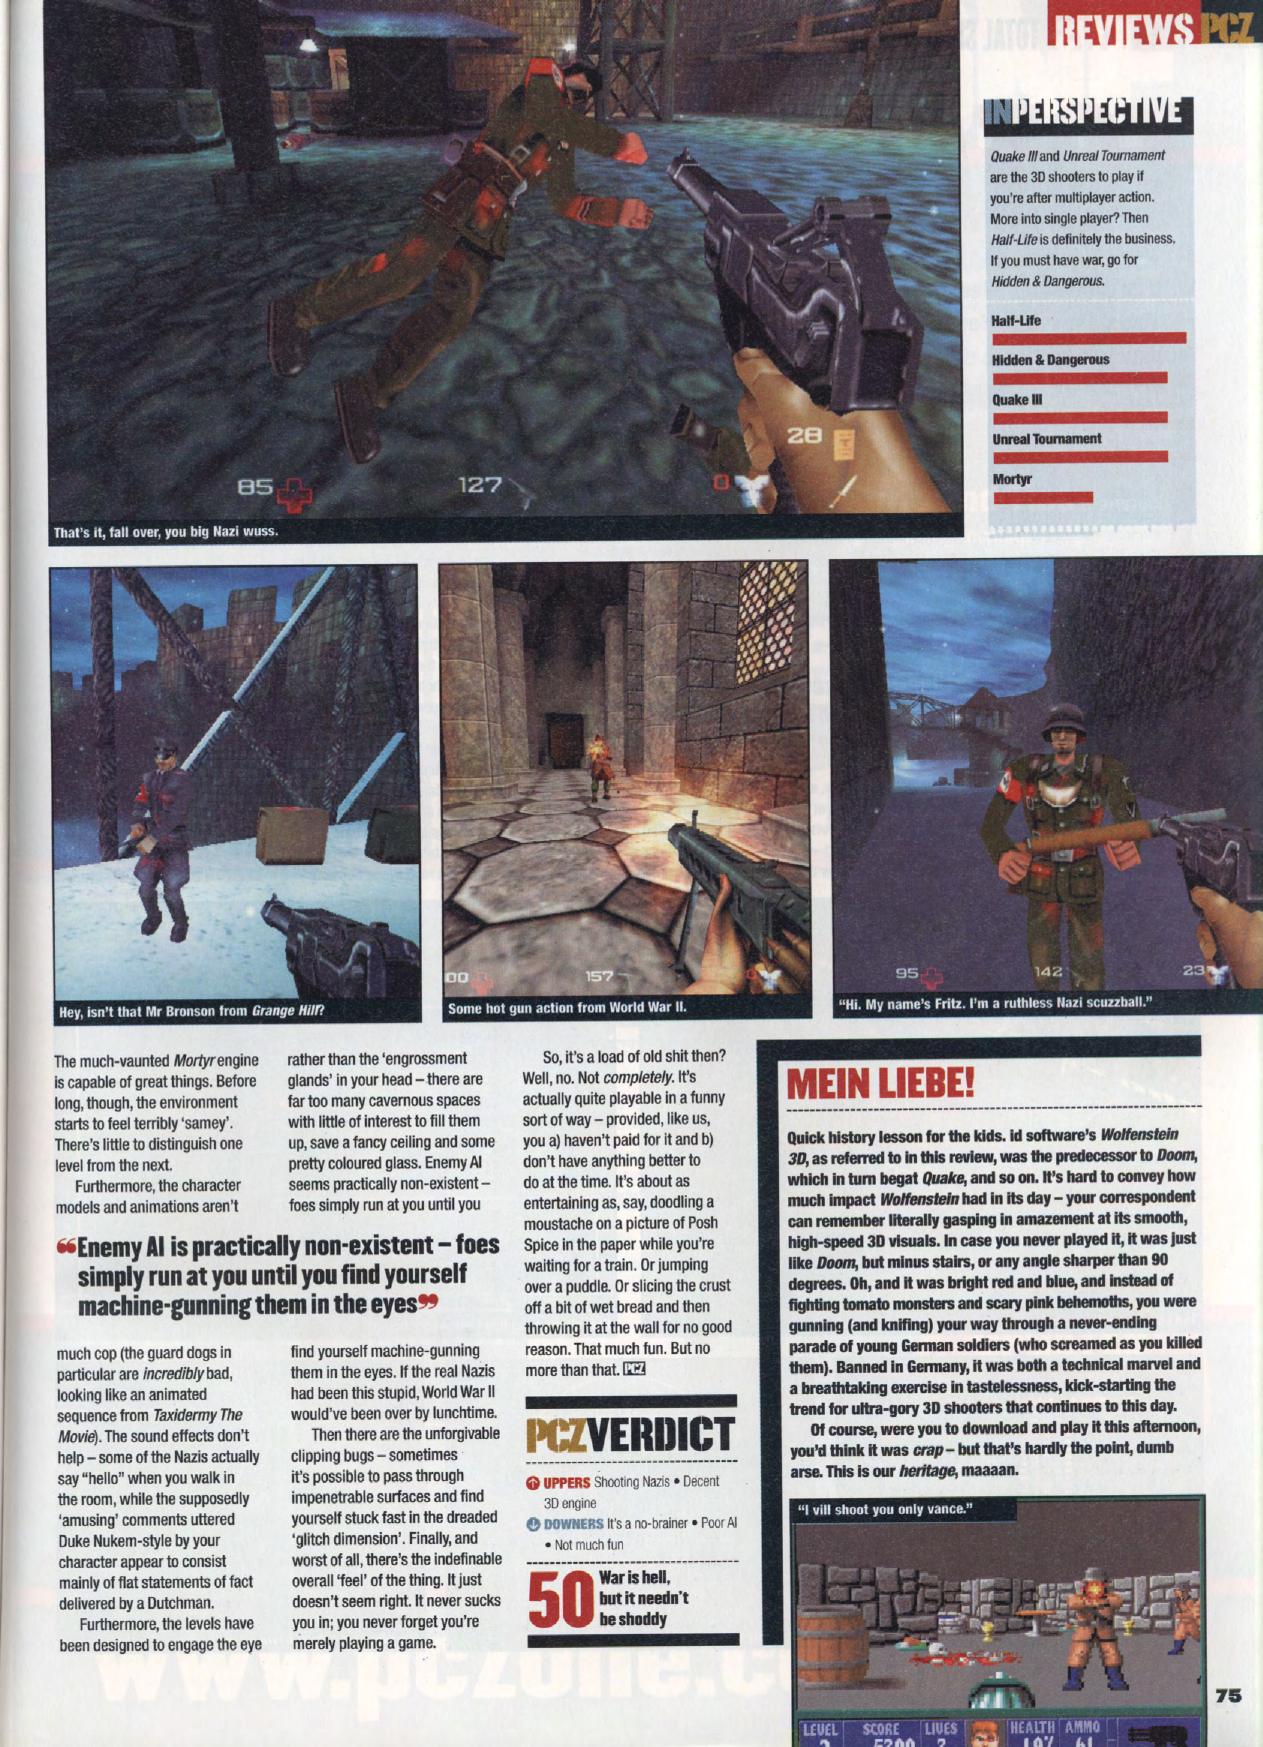 REVIEWS PCZ
INPERSPECTIVE
Quake III and Unreal Tournament
are the 3D shooters to play if
you're after multiplayer action.
More into single player? Then
Half-Life is definitely the business.
If you must have war, go for
Hidden & Dangerous.
Half-Life
Hidden & Dangerous
Quake III
Unreal Tournament
Mortyr
85
127
0
28
That's it, fall over, you big Nazi wuss.
Hey, isn't that Mr Bronson from Grange Hill?
00
157
Some hot gun action from World War II.
95
142
23
"Hi. My name's Fritz. I'm a ruthless Nazi scuzzball."
The much-vaunted Mortyr engine
is capable of great things. Before
long, though, the environment
starts to feel terribly 'samey'.
There's little to distinguish one
level from the next.
Furthermore, the character
models and animations aren't
much cop (the guard dogs in
particular are incredibly bad,
looking like an animated
sequence from Taxidermy The
Movie). The sound effects don't
help – some of the Nazis actually
say "hello" when you walk in
the room, while the supposedly
'amusing' comments uttered
Duke Nukem-style by your
character appear to consist
mainly of flat statements of fact
delivered by a Dutchman.
Furthermore, the levels have
been designed to engage the eye
rather than the 'engrossment
glands' in your head – there are
far too many cavernous spaces
with little of interest to fill them
up, save a fancy ceiling and some
pretty coloured glass. Enemy AI
seems practically non-existent –
foes simply run at you until you
find yourself machine-gunning
them in the eyes. If the real Nazis
had been this stupid, World War II
would've been over by lunchtime.
Then there are the unforgivable
clipping bugs – sometimes
it's possible to pass through
impenetrable surfaces and find
yourself stuck fast in the dreaded
'glitch dimension'. Finally, and
worst of all, there's the indefinable
overall 'feel' of the thing. It just
doesn't seem right. It never sucks
you in; you never forget you're
merely playing a game.
“Enemy AI is practically non-existent – foes
simply run at you until you find yourself
machine-gunning them in the eyes”
So, it's a load of old shit then?
Well, no. Not completely. It's
actually quite playable in a funny
sort of way – provided, like us,
you a) haven't paid for it and b)
don't have anything better to
do at the time. It's about as
entertaining as, say, doodling a
moustache on a picture of Posh
Spice in the paper while you're
waiting for a train. Or jumping
over a puddle. Or slicing the crust
off a bit of wet bread and then
throwing it at the wall for no good
reason. That much fun. But no
more than that. PCZ
PCZVERDICT
UPPERS Shooting Nazis • Decent
3D engine
DOWNERS It's a no-brainer • Poor AI
• Not much fun
50
War is hell,
but it needn't
be shoddy
MEIN LIEBE!
Quick history lesson for the kids. id software's Wolfenstein
3D, as referred to in this review, was the predecessor to Doom,
which in turn begat Quake, and so on. It's hard to convey how
much impact Wolfenstein had in its day – your correspondent
can remember literally gasping in amazement at its smooth,
high-speed 3D visuals. In case you never played it, it was just
like Doom, but minus stairs, or any angle sharper than 90
degrees. Oh, and it was bright red and blue, and instead of
fighting tomato monsters and scary pink behemoths, you were
gunning (and knifing) your way through a never-ending
parade of young German soldiers (who screamed as you killed
them). Banned in Germany, it was both a technical marvel and
a breathtaking exercise in tastelessness, kick-starting the
trend for ultra-gory 3D shooters that continues to this day.
Of course, were you to download and play it this afternoon,
you'd think it was crap – but that's hardly the point, dumb
arse. This is our heritage, maaaan.
"I vill shoot you only vance."
LEVEL SCORE LIVES HEALTH AMMO
75